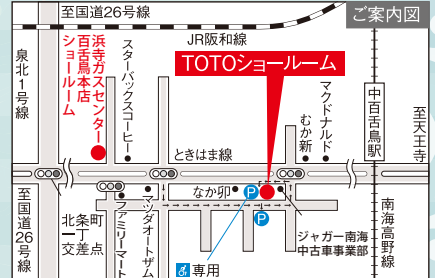 至国道26号線
ご案内図
JR阪和線
TOTOショールーム
泉北1号線
浜寺ガスセンター
百舌鳥本店
ショールーム
スターバックスコーヒー
マクドナルド
むか新
中百舌鳥駅
至天王寺
ときはま線
なか卯
至国道26号線
北条町
一丁
交差点
ファミリーマート
マツダオートザム
P
P
ジャガー南海
中古車事業部
南海高野線
専用